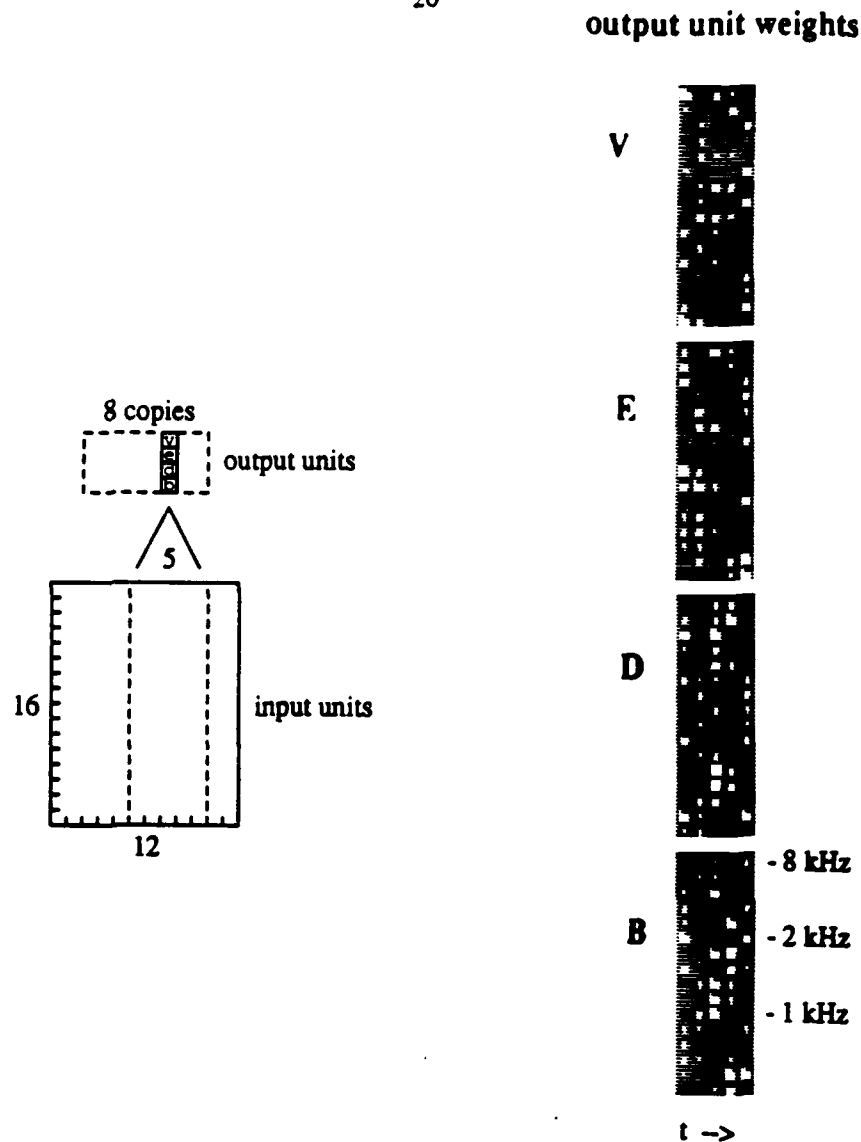 20
output unit weights
V
E
D
B
- 8 kHz
- 2 kHz
- 1 kHz
t -->
8 copies
v
e
d
b
output units
5
16
input units
12